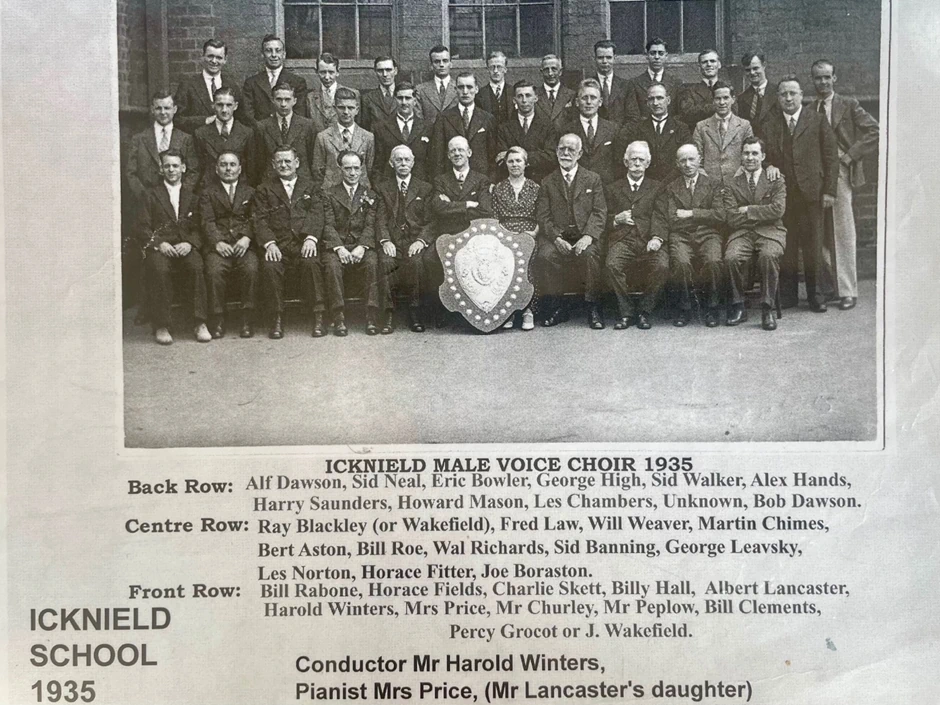 ICKNIELD MALE VOICE CHOIR 1935
Back Row: Alf Dawson, Sid Neal, Eric Bowler, George High, Sid Walker, Alex Hands,
Harry Saunders, Howard Mason, Les Chambers, Unknown, Bob Dawson.
Centre Row: Ray Blackley (or Wakefield), Fred Law, Will Weaver, Martin Chimes,
Bert Aston, Bill Roe, Wal Richards, Sid Banning, George Leavsky,
Les Norton, Horace Fitter, Joe Boraston.
Front Row: Bill Rabone, Horace Fields, Charlie Skett, Billy Hall, Albert Lancaster,
Harold Winters, Mrs Price, Mr Churley, Mr Peplow, Bill Clements,
Percy Grocot or J. Wakefield.
ICKNIELD
SCHOOL
1935
Conductor Mr Harold Winters,
Pianist Mrs Price, (Mr Lancaster's daughter)